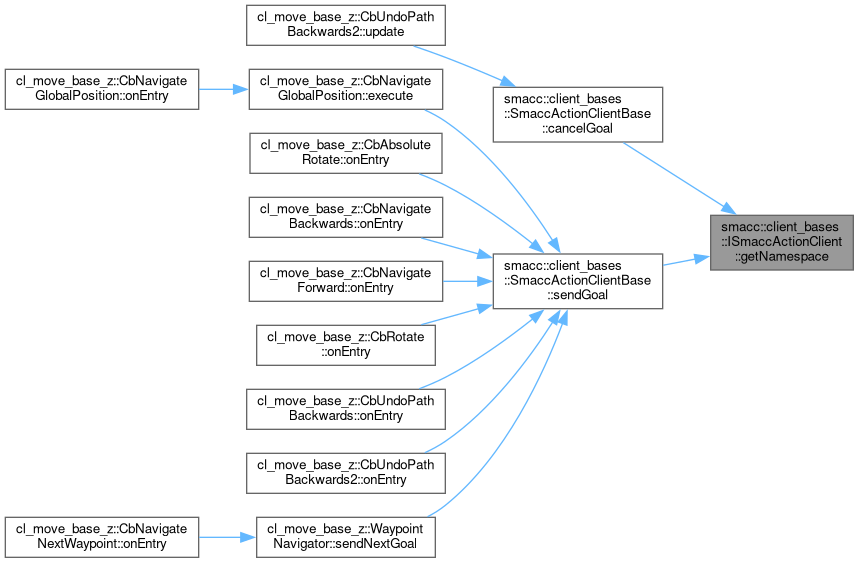 cl_move_base_z::CbUndoPath
Backwards2::update
cl_move_base_z::CbNavigate
GlobalPosition::onEntry
cl_move_base_z::CbNavigate
GlobalPosition::execute
smacc::client_bases
::SmaccActionClientBase
::cancelGoal
cl_move_base_z::CbAbsolute
Rotate::onEntry
cl_move_base_z::CbNavigate
Backwards::onEntry
smacc::client_bases
::ISmaccActionClient
::getNamespace
smacc::client_bases
::SmaccActionClientBase
::sendGoal
cl_move_base_z::CbNavigate
Forward::onEntry
cl_move_base_z::CbRotate
::onEntry
cl_move_base_z::CbUndoPath
Backwards::onEntry
cl_move_base_z::CbUndoPath
Backwards2::onEntry
cl_move_base_z::CbNavigate
NextWaypoint::onEntry
cl_move_base_z::Waypoint
Navigator::sendNextGoal